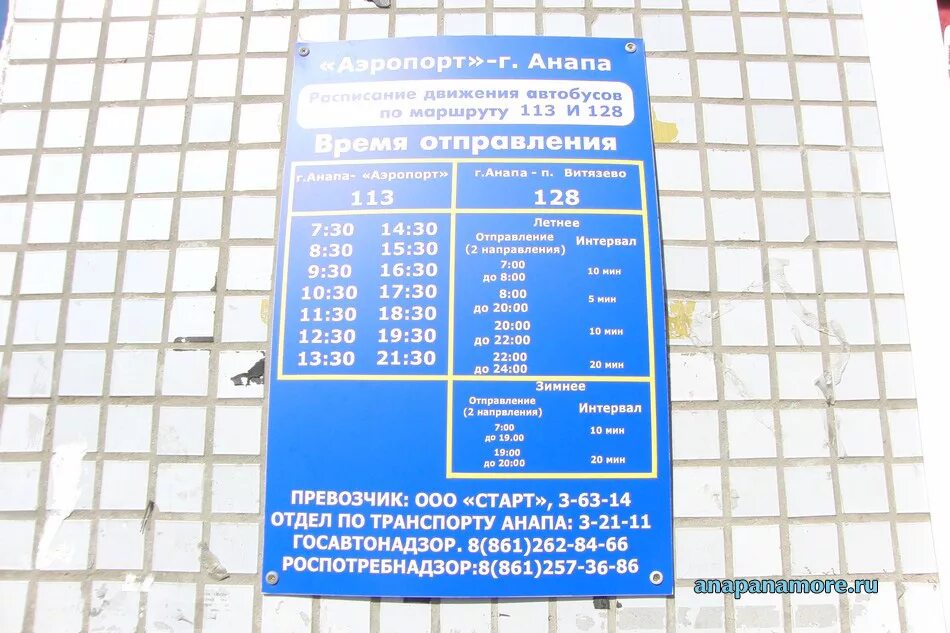 «Аэропорт»-г. Анапа
Расписание движения автобусов
по маршруту 113 И 128
Время отправления
г.Анапа- «Аэропорт»
113
7:30 14:30
8:30 15:30
9:30 16:30
10:30 17:30
11:30 18:30
12:30 19:30
13:30 21:30
г.Анапа - п. Витязево
128
Летнее
Отправление
(2 направления)
Интервал
7:00
до 8:00
10 мин
8:00
до 20:00
5 мин
20:00
до 22:00
10 мин
22:00
до 24:00
20 мин
Зимнее
Отправление
(2 напрвления)
Интервал
7:00
до 19.00
10 мин
19:00
до 20:00
20 мин
ПРЕВОЗЧИК: ООО «СТАРТ», 3-63-14
ОТДЕЛ ПО ТРАНСПОРТУ АНАПА: 3-21-11
ГОСАВТОНАДЗОР. 8(861)262-84-66
РОСПОТРЕБНАДЗОР:8(861)257-36-86
anapanamore.ru